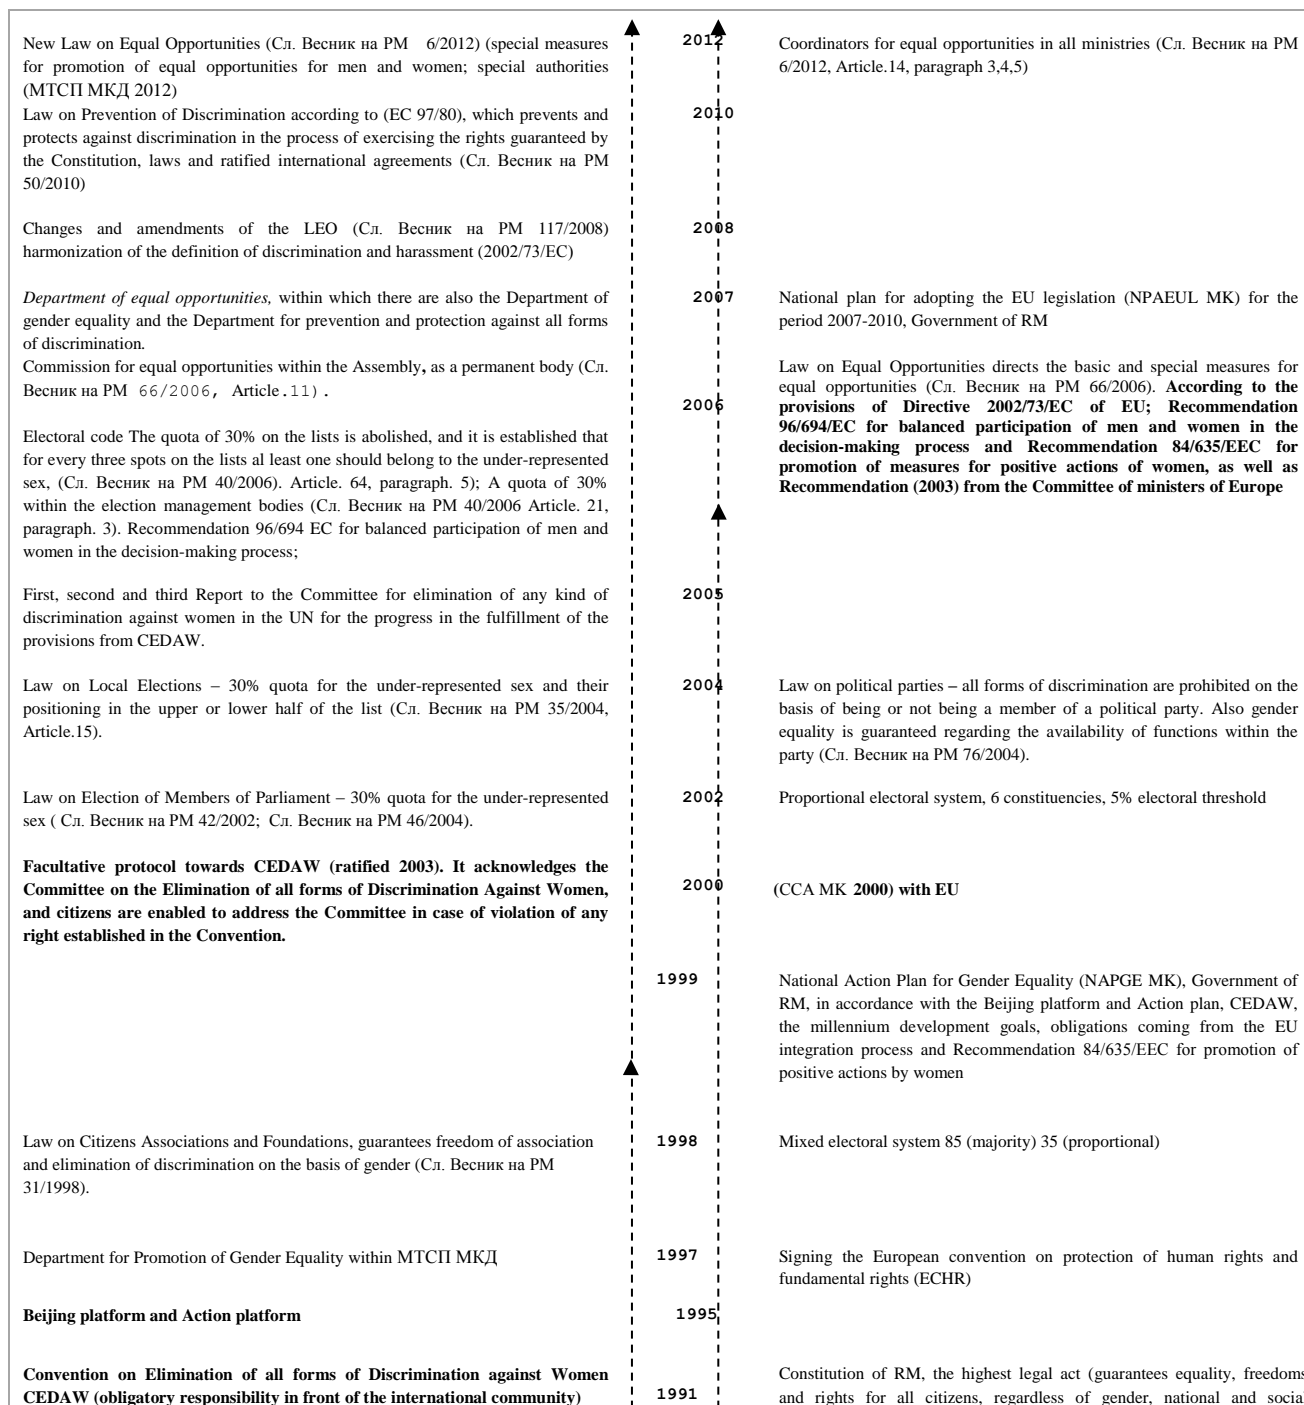 New Law on Equal Opportunities (Сл. Весник на РМ 6/2012) (special measures
for promotion of equal opportunities for men and women; special authorities
(МТСП МКД 2012)
2012
Coordinators for equal opportunities in all ministries (Сл. Весник на РМ
6/2012, Article.14, paragraph 3,4,5)
Law on Prevention of Discrimination according to (EC 97/80), which prevents and
protects against discrimination in the process of exercising the rights guaranteed by
the Constitution, laws and ratified international agreements (Сл. Весник на РМ
50/2010)
2010
Changes and amendments of the LEO (Сл. Весник на РМ 117/2008)
harmonization of the definition of discrimination and harassment (2002/73/EC)
2008
Department of equal opportunities, within which there are also the Department of
gender equality and the Department for prevention and protection against all forms
of discrimination.
2007
National plan for adopting the EU legislation (NPAEUL MK) for the
period 2007-2010, Government of RM
Commission for equal opportunities within the Assembly, as a permanent body (Сл.
Весник на РМ 66/2006, Article.11).
2006
Law on Equal Opportunities directs the basic and special measures for
equal opportunities (Сл. Весник на РМ 66/2006). According to the
provisions of Directive 2002/73/EC of EU; Recommendation
96/694/EC for balanced participation of men and women in the
decision-making process and Recommendation 84/635/EEC for
promotion of measures for positive actions of women, as well as
Recommendation (2003) from the Committee of ministers of Europe
Electoral code The quota of 30% on the lists is abolished, and it is established that
for every three spots on the lists al least one should belong to the under-represented
sex, (Сл. Весник на РМ 40/2006). Article. 64, paragraph. 5); A quota of 30%
within the election management bodies (Сл. Весник на РМ 40/2006 Article. 21,
paragraph. 3). Recommendation 96/694 EC for balanced participation of men and
women in the decision-making process;
First, second and third Report to the Committee for elimination of any kind of
discrimination against women in the UN for the progress in the fulfillment of the
provisions from CEDAW.
2005
Law on Local Elections – 30% quota for the under-represented sex and their
positioning in the upper or lower half of the list (Сл. Весник на РМ 35/2004,
Article.15).
2004
Law on political parties – all forms of discrimination are prohibited on the
basis of being or not being a member of a political party. Also gender
equality is guaranteed regarding the availability of functions within the
party (Сл. Весник на РМ 76/2004).
Law on Election of Members of Parliament – 30% quota for the under-represented
sex ( Сл. Весник на РМ 42/2002; Сл. Весник на РМ 46/2004).
2002
Proportional electoral system, 6 constituencies, 5% electoral threshold
Facultative protocol towards CEDAW (ratified 2003). It acknowledges the
Committee on the Elimination of all forms of Discrimination Against Women,
and citizens are enabled to address the Committee in case of violation of any
right established in the Convention.
2000
(CCA MK 2000) with EU
1999
National Action Plan for Gender Equality (NAPGE MK), Government of
RM, in accordance with the Beijing platform and Action plan, CEDAW,
the millennium development goals, obligations coming from the EU
integration process and Recommendation 84/635/EEC for promotion of
positive actions by women
Law on Citizens Associations and Foundations, guarantees freedom of association
and elimination of discrimination on the basis of gender (Сл. Весник на РМ
31/1998).
1998
Mixed electoral system 85 (majority) 35 (proportional)
Department for Promotion of Gender Equality within МТСП МКД
1997
Signing the European convention on protection of human rights and
fundamental rights (ECHR)
Beijing platform and Action platform
1995
Convention on Elimination of all forms of Discrimination against Women
CEDAW (obligatory responsibility in front of the international community)
1991
Constitution of RM, the highest legal act (guarantees equality, freedoms
and rights for all citizens, regardless of gender, national and social